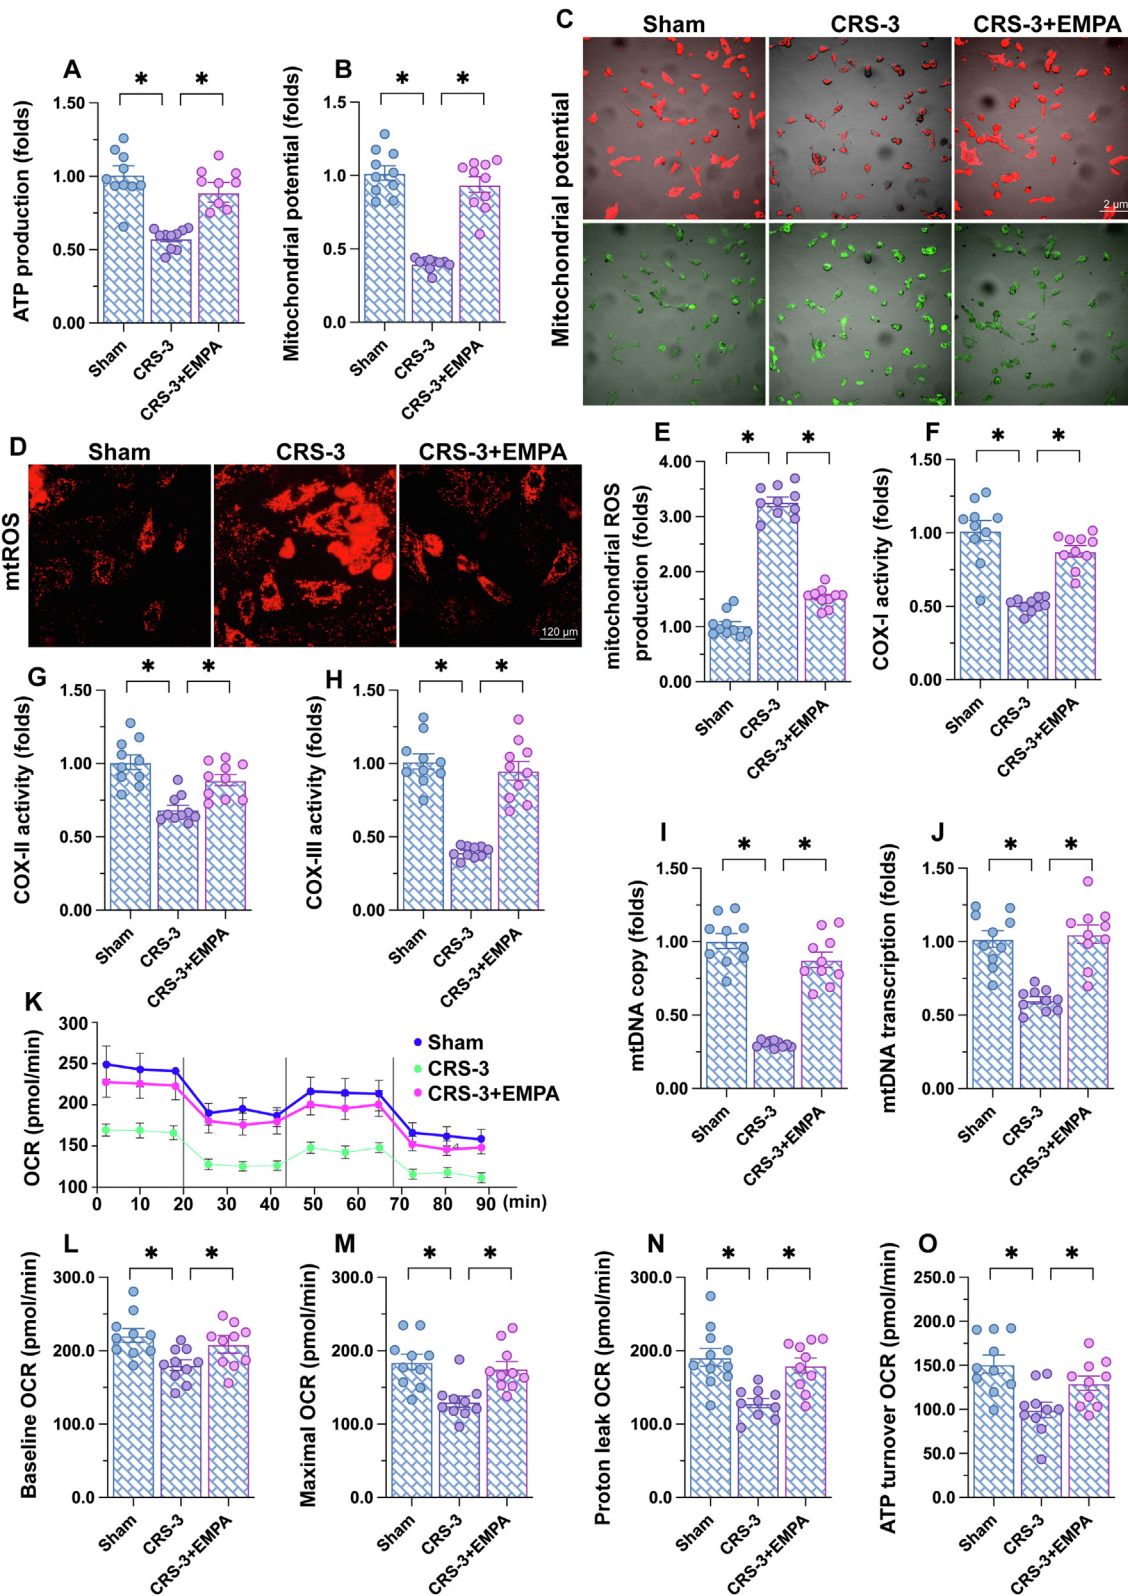 C
Sham
CRS-3
CRS-3+EMPA
Mitochondrial potential
2 μm
A
*
*
ATP production (folds)
1.50
1.00
0.50
0.00
Sham
CRS-3
CRS-3+EMPA
B
*
*
Mitochondrial potential (folds)
1.5
1.0
0.5
0.0
Sham
CRS-3
CRS-3+EMPA
D
Sham
CRS-3
CRS-3+EMPA
mtROS
120 μm
E
*
*
mitochondrial ROS
production (folds)
4.00
3.00
2.00
1.00
0.00
Sham
CRS-3
CRS-3+EMPA
F
*
*
COX-I activity (folds)
1.50
1.00
0.50
0.00
Sham
CRS-3
CRS-3+EMPA
G
*
*
COX-II activity (folds)
1.50
1.00
0.50
0.00
Sham
CRS-3
CRS-3+EMPA
H
*
*
COX-III activity (folds)
1.50
1.00
0.50
0.00
Sham
CRS-3
CRS-3+EMPA
I
*
*
mtDNA copy (folds)
1.50
1.00
0.50
0.00
Sham
CRS-3
CRS-3+EMPA
J
*
*
mtDNA transcription (folds)
1.50
1.00
0.50
0.00
Sham
CRS-3
CRS-3+EMPA
K
OCR (pmol/min)
300
250
200
150
100
0 10 20 30 40 50 60 70 80 90 (min)
Sham
CRS-3
CRS-3+EMPA
L
*
*
Baseline OCR (pmol/min)
300.0
200.0
100.0
0.0
Sham
CRS-3
CRS-3+EMPA
M
*
*
Maximal OCR (pmol/min)
300.0
200.0
100.0
0.0
Sham
CRS-3
CRS-3+EMPA
N
*
*
Proton leak OCR (pmol/min)
300.0
200.0
100.0
0.0
Sham
CRS-3
CRS-3+EMPA
O
*
*
ATP turnover OCR (pmol/min)
250.0
200.0
150.0
100.0
50.0
0.0
Sham
CRS-3
CRS-3+EMPA